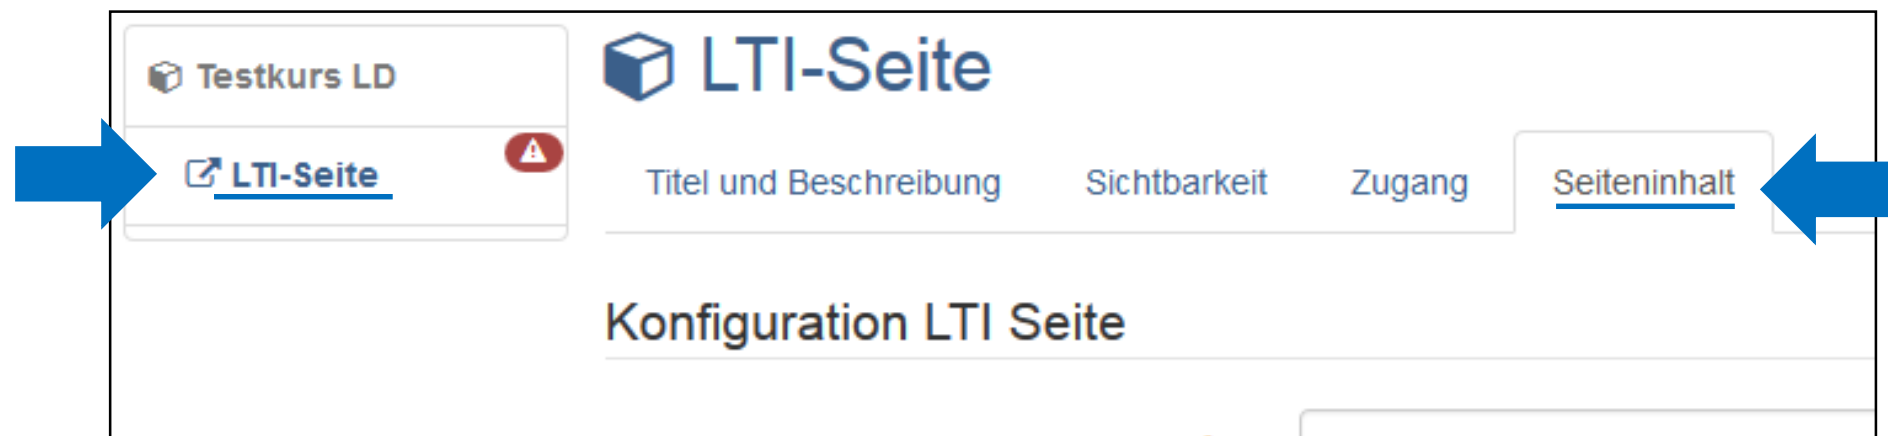 Testkurs LD
LTI-Seite
LTI-Seite
Titel und Beschreibung Sichtbarkeit Zugang Seiteninhalt
Konfiguration LTI Seite